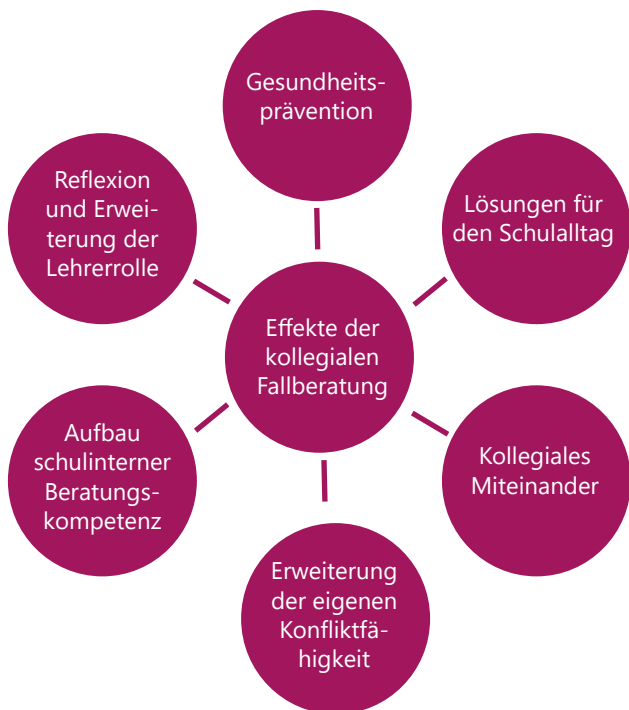 Gesundheits-
prävention
Lösungen für
den Schulalltag
Kollegiales
Miteinander
Erweiterung
der eigenen
Konfliktfä-
higkeit
Aufbau
schulinterner
Beratungs-
kompetenz
Reflexion
und Erwei-
terung der
Lehrerrolle
Effekte der
kollegialen
Fallberatung